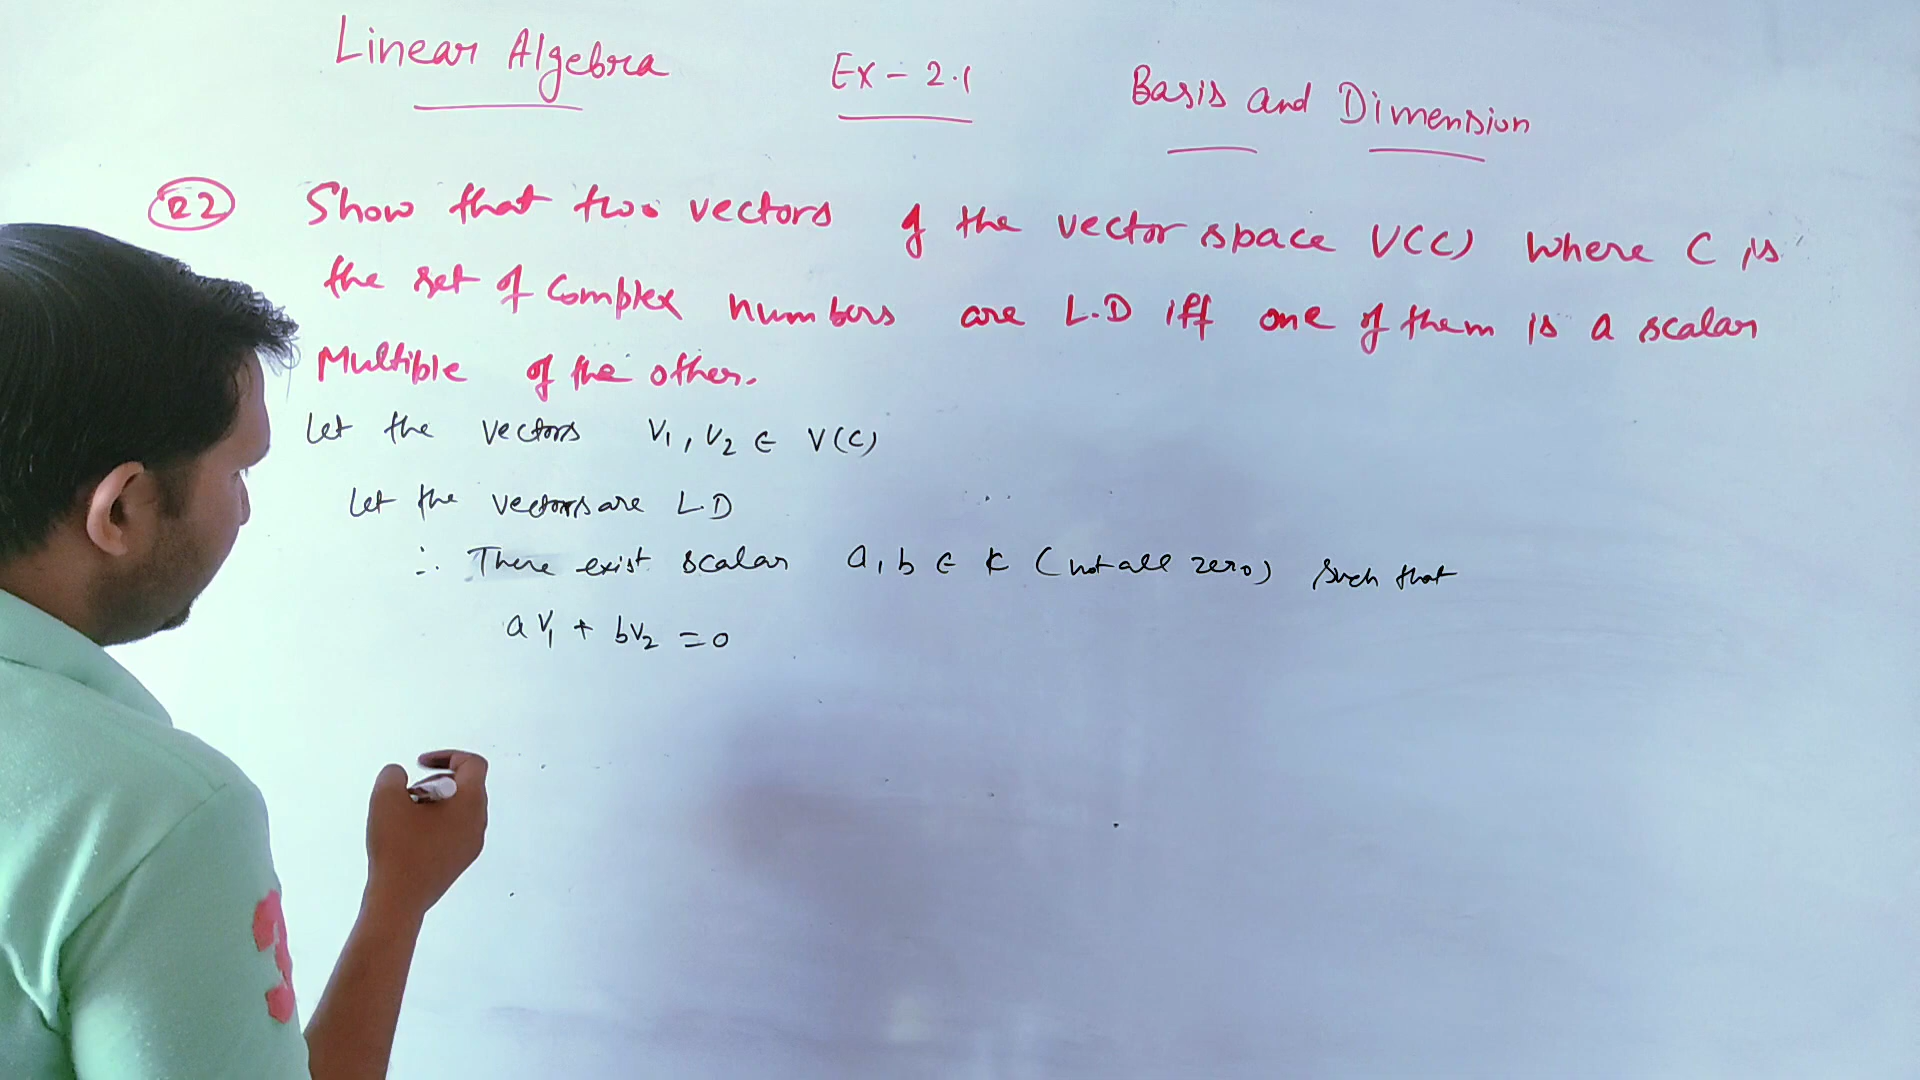 Linear Algebra Ex - 2.1 Basis and Dimension
Q2 Show that two vectors of the vector space V(C) where C is
the set of Complex numbers are L.D iff one of them is a scalar
Multiple of the other.
Let the vectors V1, V2 ∈ V(C)
Let the vectors are L.D
∴ There exist scalar a, b ∈ K (not all zero) such that
aV1 + bV2 = 0
3